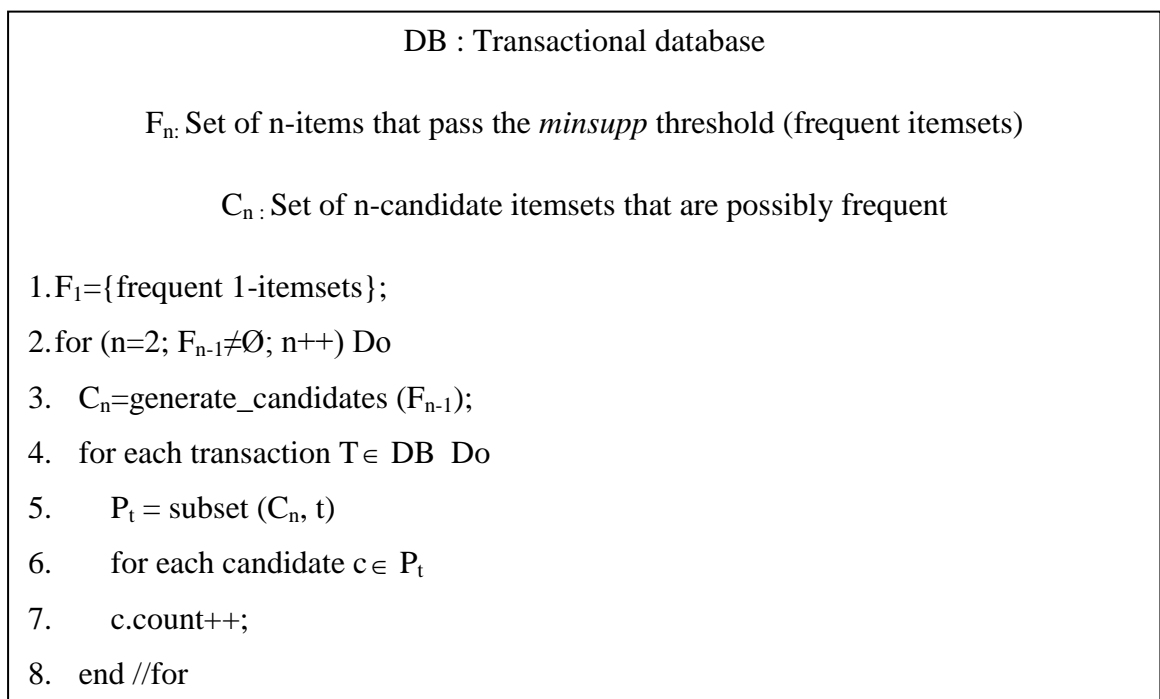 DB : Transactional database
Fn: Set of n-items that pass the minsupp threshold (frequent itemsets)
Cn : Set of n-candidate itemsets that are possibly frequent
1.F1={frequent 1-itemsets};
2.for (n=2; Fn-1≠Ø; n++) Do
3. Cn=generate_candidates (Fn-1);
4. for each transaction T∈ DB Do
5. Pt = subset (Cn, t)
6. for each candidate c∈ Pt
7. c.count++;
8. end //for